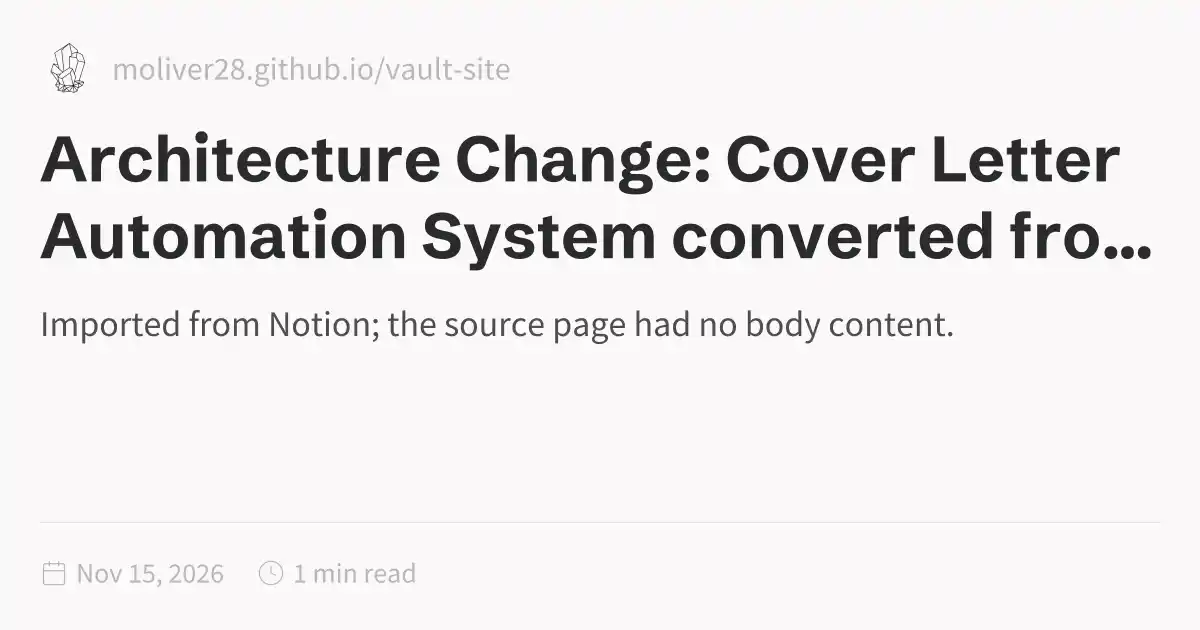 moliver28.github.io/vault-site
Architecture Change: Cover Letter
Automation System converted fro...
Imported from Notion; the source page had no body content.
Nov 15, 2026 1 min read